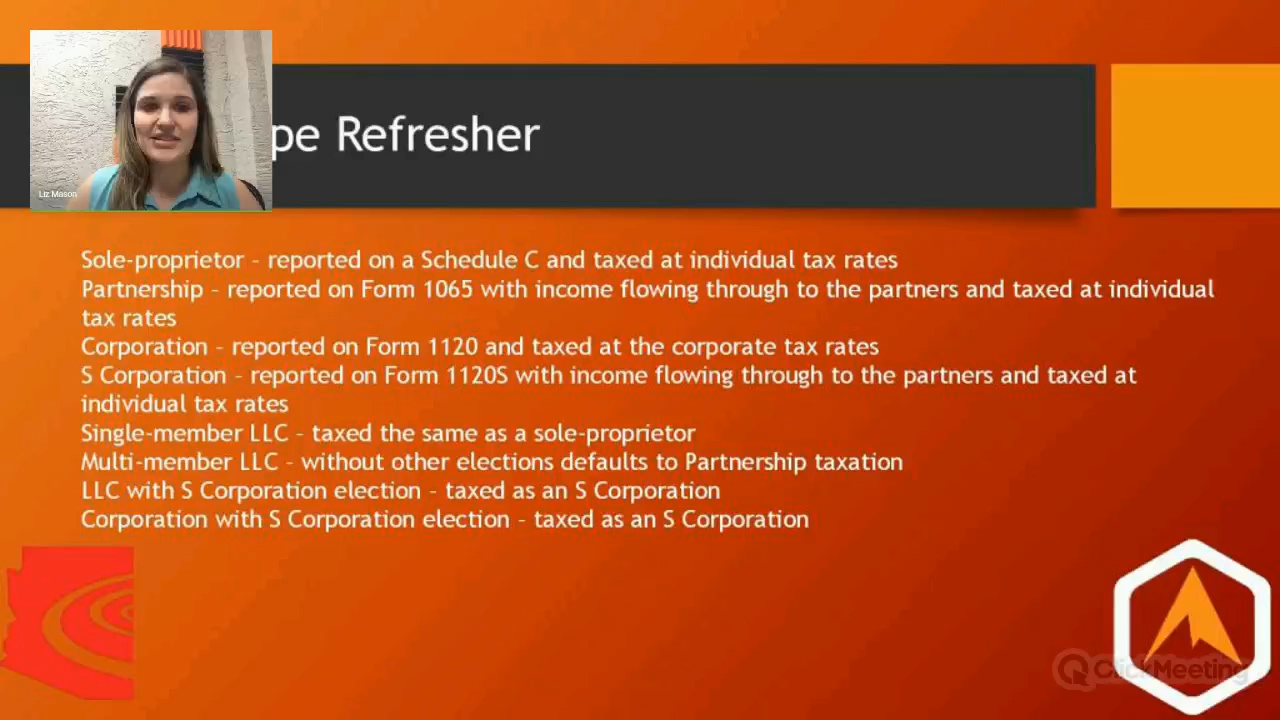 pe Refresher
Liz Mason
Sole-proprietor – reported on a Schedule C and taxed at individual tax rates
Partnership – reported on Form 1065 with income flowing through to the partners and taxed at individual
tax rates
Corporation – reported on Form 1120 and taxed at the corporate tax rates
S Corporation – reported on Form 1120S with income flowing through to the partners and taxed at
individual tax rates
Single-member LLC – taxed the same as a sole-proprietor
Multi-member LLC – without other elections defaults to Partnership taxation
LLC with S Corporation election – taxed as an S Corporation
Corporation with S Corporation election – taxed as an S Corporation
ClickMeeting